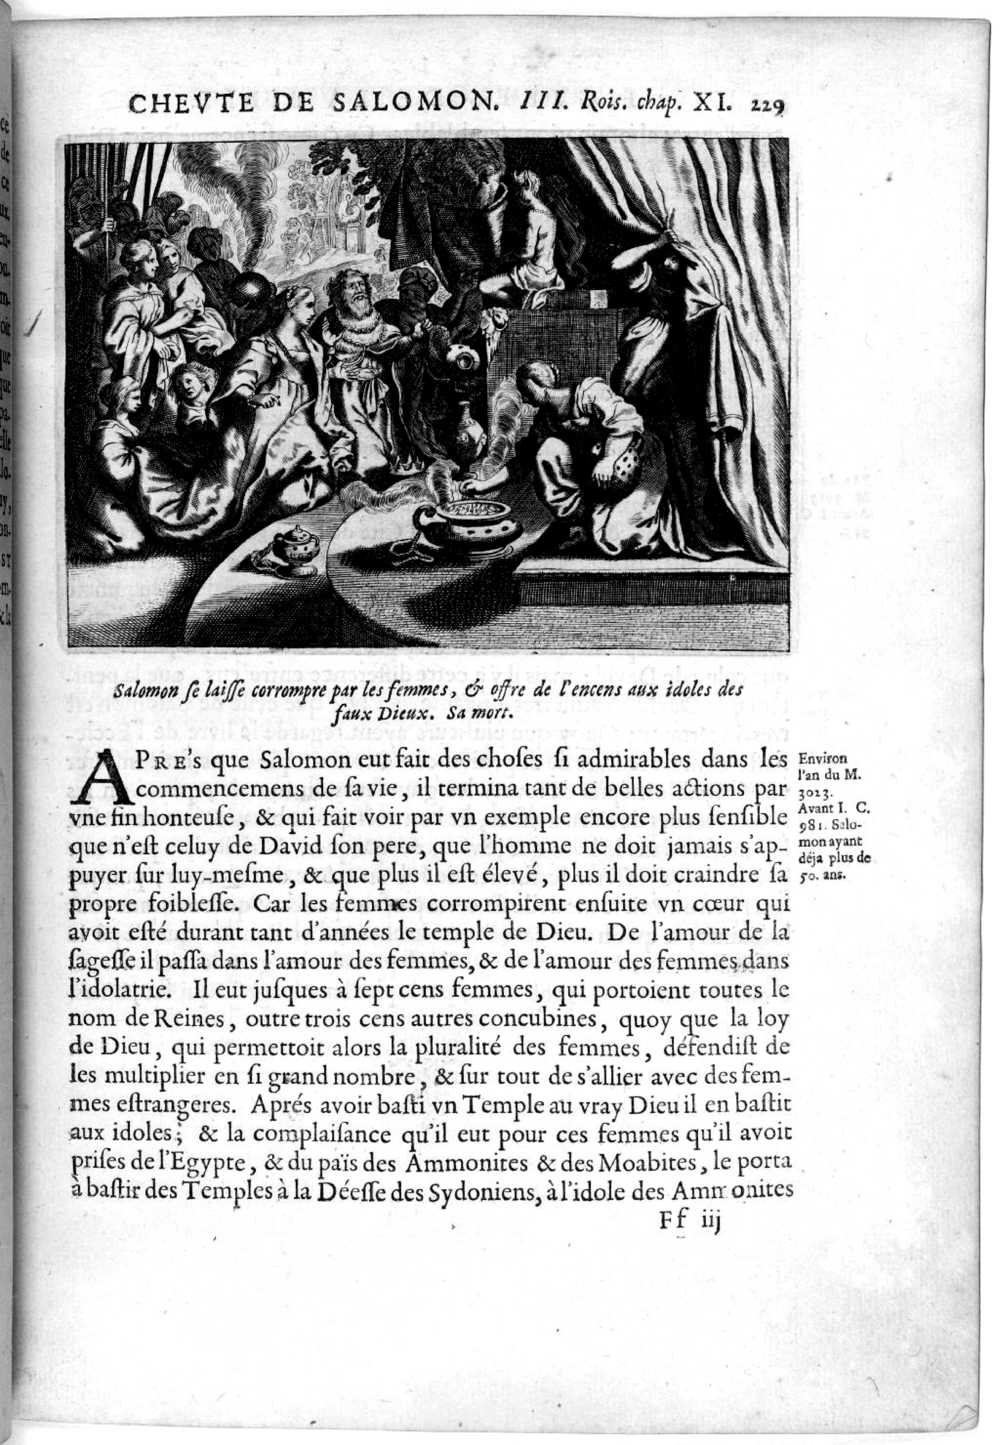 CHEVTE DE SALOMON. III. Rois. chap. XI. 229
Salomon ſe laiſſe corrompre par les femmes, & offre de l'encens aux idoles des
faux Dieux. Sa mort.
APRE's que Salomon eut fait des choſes ſi admirables dans les
commencemens de ſa vie, il termina tant de belles actions par
vne fin honteuſe, & qui fait voir par vn exemple encore plus ſenſible
que n'eſt celuy de David ſon pere, que l'homme ne doit jamais s'ap-
puyer ſur luy-meſme, & que plus il eſt élevé, plus il doit craindre ſa
propre foibleſſe. Car les femmes corrompirent enſuite vn cœur qui
avoit eſté durant tant d'années le temple de Dieu. De l'amour de la
ſageſſe il paſſa dans l'amour des femmes, & de l'amour des femmes dans
l'idolatrie. Il eut juſques à ſept cens femmes, qui portoient toutes le
nom de Reines, outre trois cens autres concubines, quoy que la loy
de Dieu, qui permettoit alors la pluralité des femmes, défendiſt de
les multiplier en ſi grand nombre, & ſur tout de s'allier avec des fem-
mes eſtrangeres. Aprés avoir baſti vn Temple au vray Dieu il en baſtit
aux idoles; & la complaiſance qu'il eut pour ces femmes qu'il avoit
priſes de l'Egypte, & du païs des Ammonites & des Moabites, le porta
à baſtir des Temples à la Déeſſe des Sydoniens, à l'idole des Ammonites
Ff iij
Environ
l'an du M.
3023.
Avant I. C.
981. Salo-
mon ayant
déja plus de
50. ans.